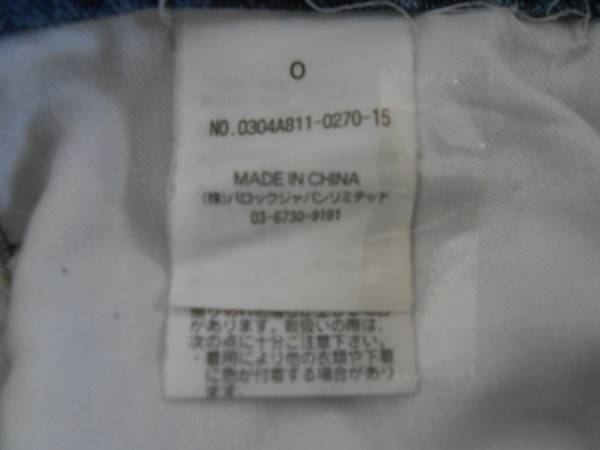 O
NO.0304A811-0270-15
MADE IN CHINA
(株)バロックジャパンリミテッド
03-6730-9191
があります。取扱いの際は、
次の点に十分ご注意下さい。
・着用により他の衣類や下着
に色が付着する場合があり
ます。